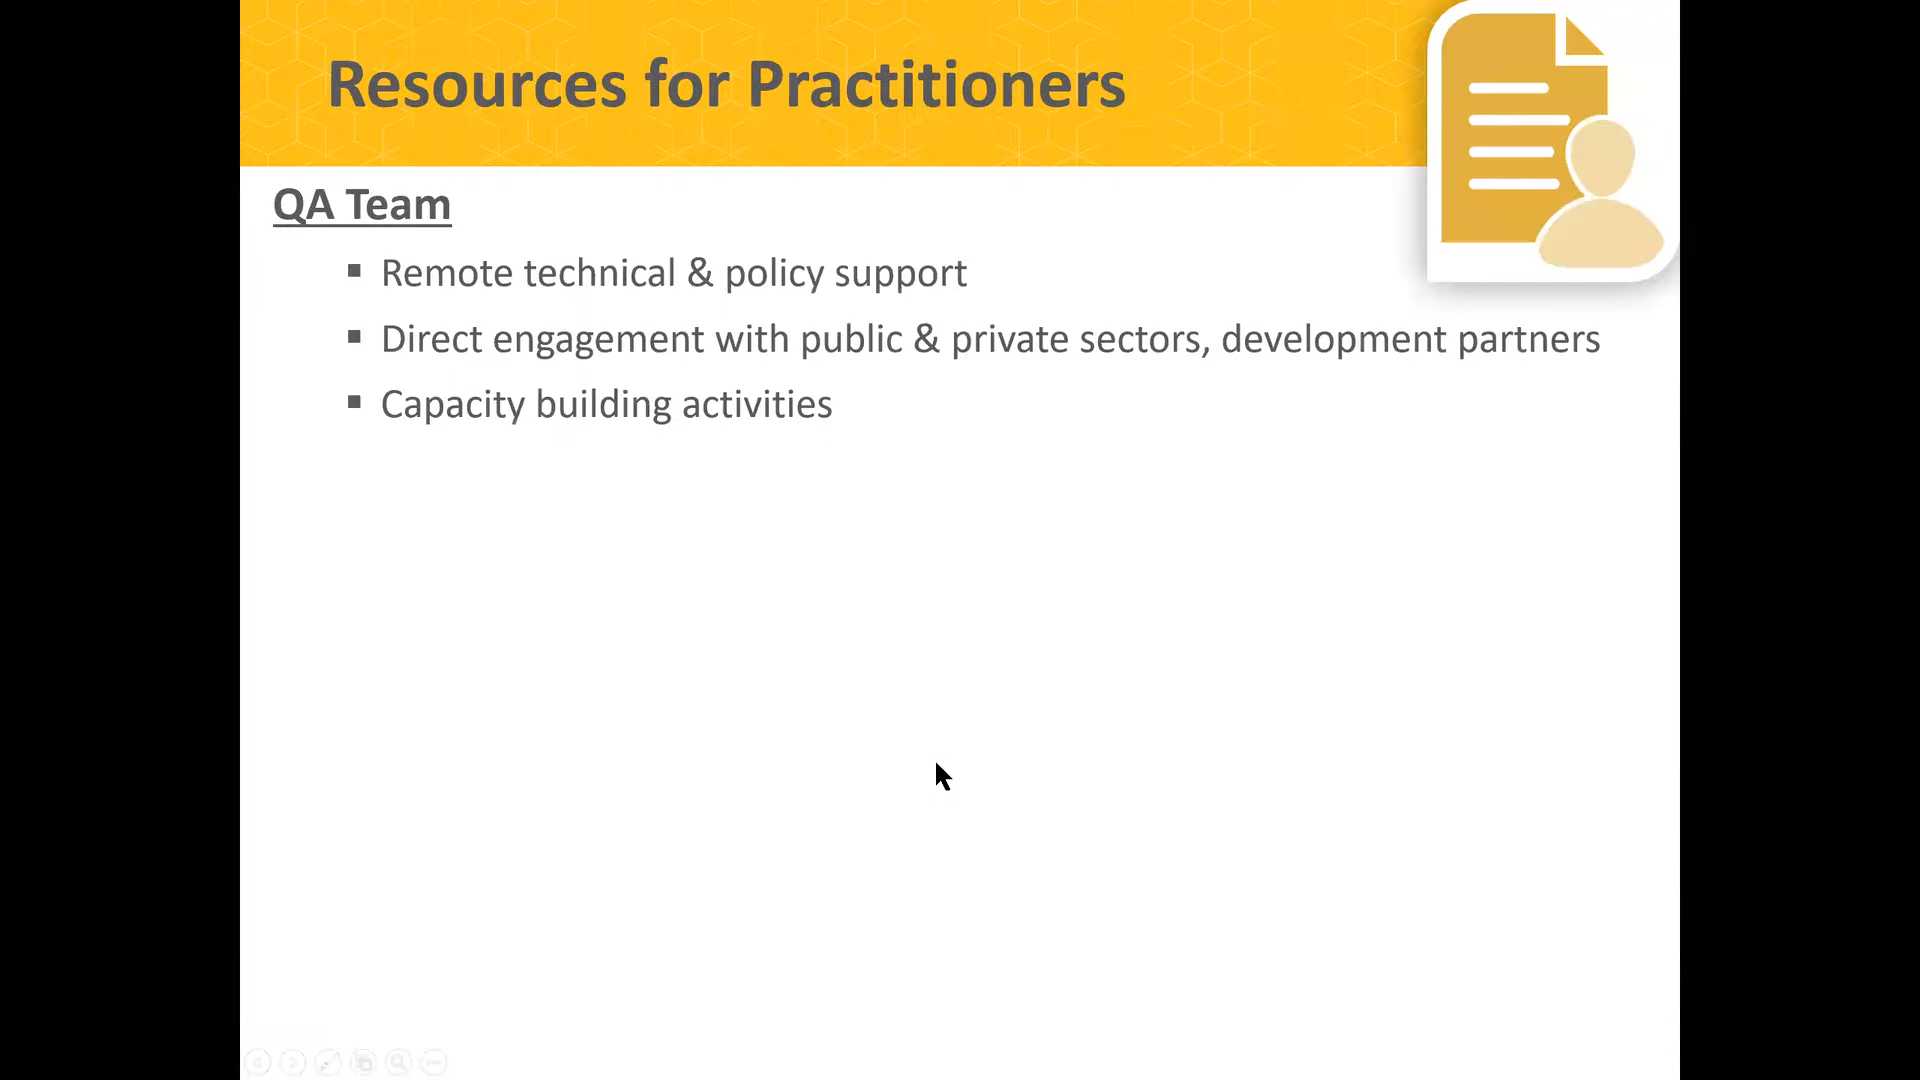 Resources for Practitioners
QA Team
▪ Remote technical & policy support
▪ Direct engagement with public & private sectors, development partners
▪ Capacity building activities